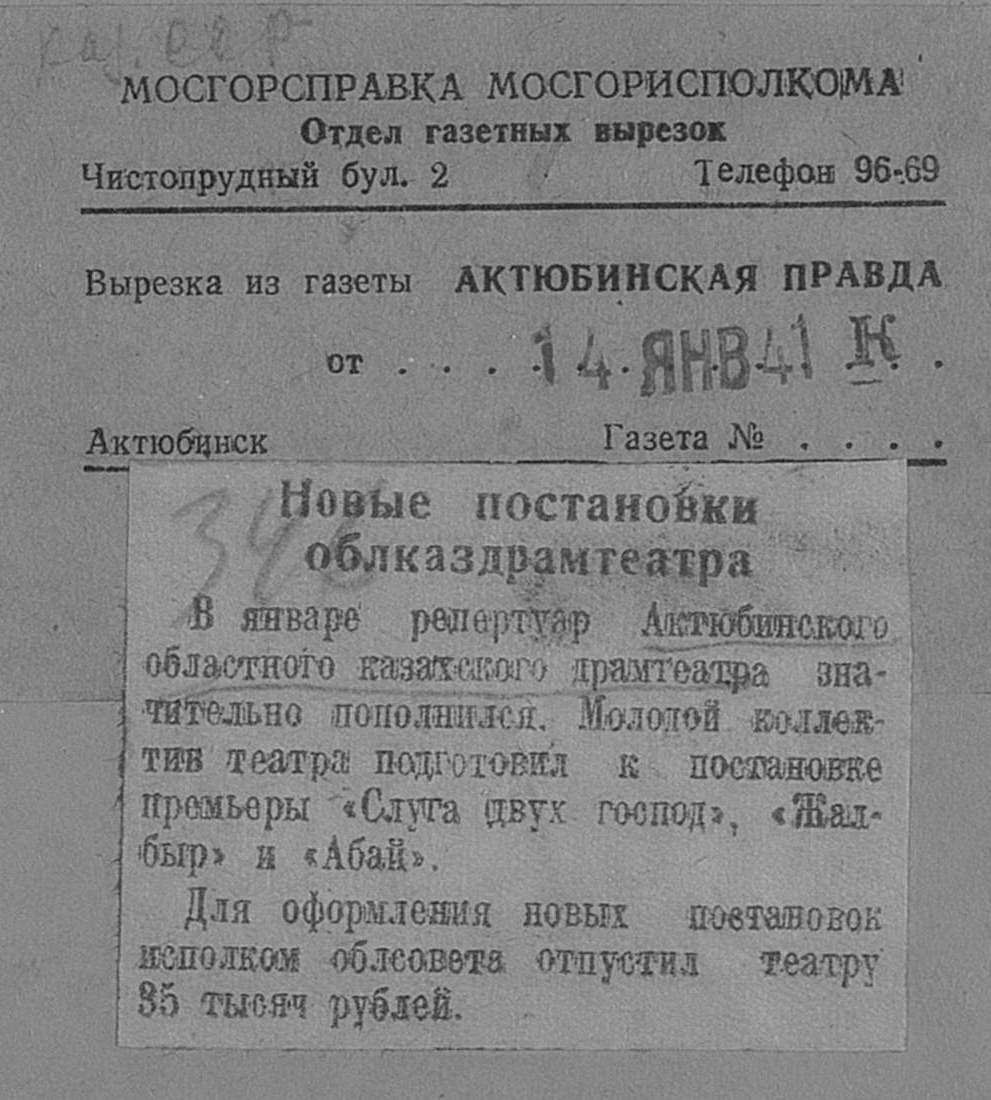 Каз. ССР
МОСГОРСПРАВКА МОСГОРИСПОЛКОМА
Отдел газетных вырезок
Чистопрудный бул. 2 Телефон 96-69
Вырезка из газеты АКТЮБИНСКАЯ ПРАВДА
от . . . . 14. ЯНВ 41 К .
Актюбинск Газета № . . . .
Новые постановки
облказдрамтеатра
В январе репертуар Актюбинского
областного казахского драмтеатра зна-
чительно пополнился. Молодой коллек-
тив театра подготовил к постановке
премьеры «Слуга двух господ», «Жал-
быр» и «Абай».
Для оформления новых постановок
исполком облсовета отпустил театру
35 тысяч рублей.